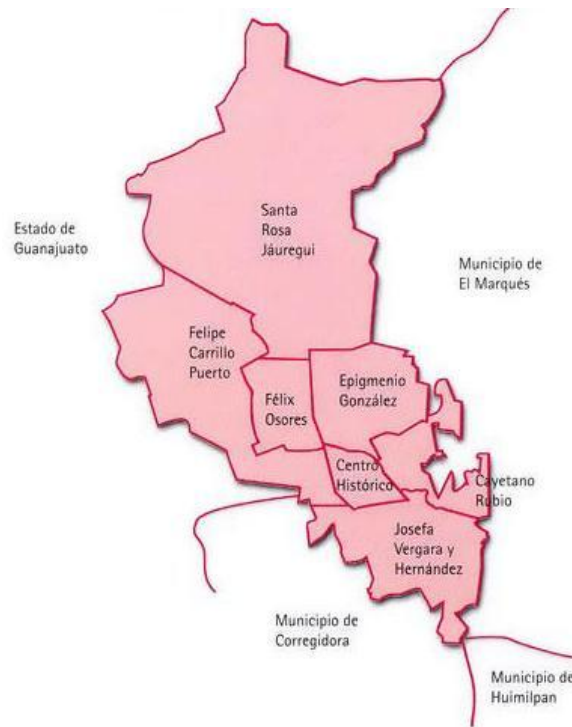 Santa
Rosa
Jáuregui
Estado de
Guanajuato
Municipio de
El Marqués
Felipe
Carrillo
Puerto
Epigmenio
González
Félix
Osores
Centro
Histórico
Cayetano
Rubio
Josefa
Vergara y
Hernández
Municipio de
Corregidora
Municipio de
Huimilpan